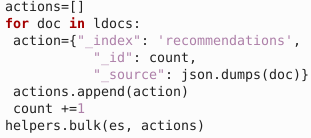 actions=[]
for doc in ldocs:
 action={"_index": 'recommendations',
           "_id": count,
           "_source": json.dumps(doc)}
 actions.append(action)
 count +=1
helpers.bulk(es, actions)